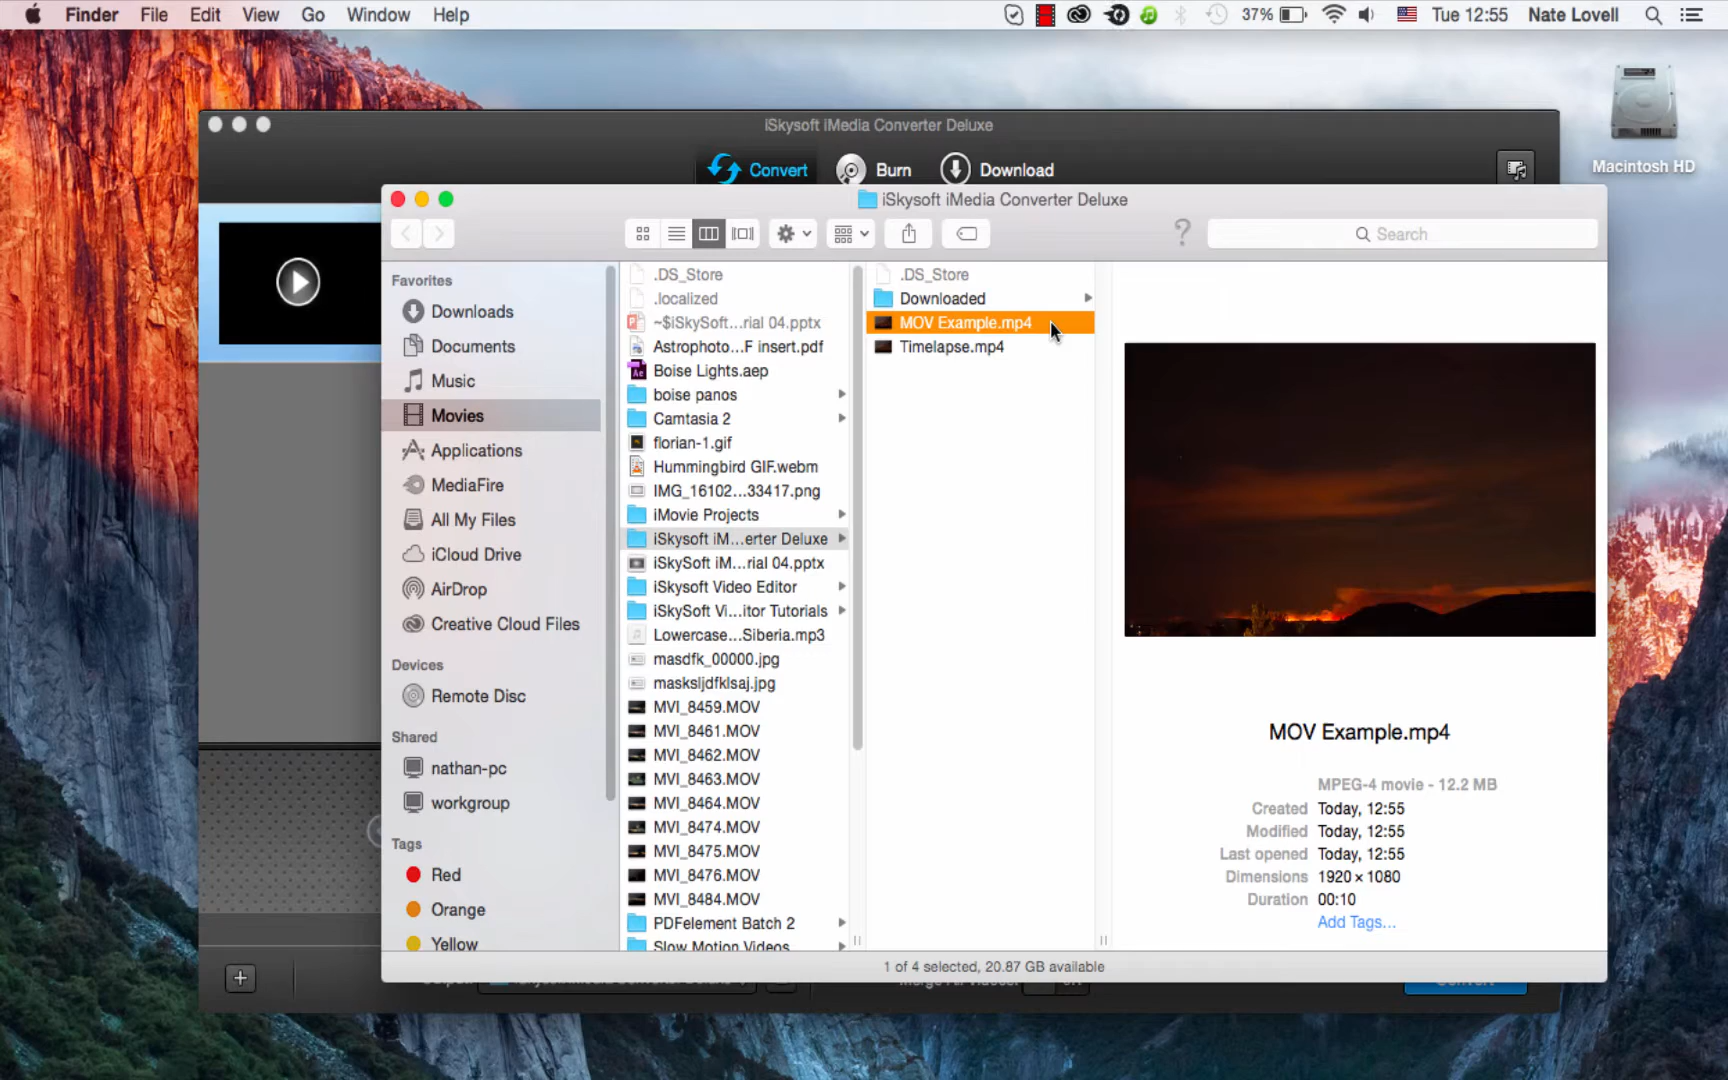 Finder File Edit View Go Window Help 37% Tue 12:55 Nate Lovell
Macintosh HD
iSkysoft iMedia Converter Deluxe
Convert Burn Download
iSkysoft iMedia Converter Deluxe
Search
Favorites
Downloads
Documents
Music
Movies
Applications
MediaFire
All My Files
iCloud Drive
AirDrop
Creative Cloud Files
Devices
Remote Disc
Shared
nathan-pc
workgroup
Tags
Red
Orange
Yellow
.DS_Store
.localized
~$iSkySoft...rial 04.pptx
Astrophoto...F insert.pdf
Boise Lights.aep
boise panos
Camtasia 2
florian-1.gif
Hummingbird GIF.webm
IMG_16102...33417.png
iMovie Projects
iSkysoft iM...erter Deluxe
iSkySoft iM...rial 04.pptx
iSkysoft Video Editor
iSkySoft Vi...itor Tutorials
Lowercase...Siberia.mp3
masdfk_00000.jpg
masksljdfklsaj.jpg
MVI_8459.MOV
MVI_8461.MOV
MVI_8462.MOV
MVI_8463.MOV
MVI_8464.MOV
MVI_8474.MOV
MVI_8475.MOV
MVI_8476.MOV
MVI_8484.MOV
PDFelement Batch 2
Slow Motion Videos
.DS_Store
Downloaded
MOV Example.mp4
Timelapse.mp4
MOV Example.mp4
MPEG-4 movie - 12.2 MB
Created Today, 12:55
Modified Today, 12:55
Last opened Today, 12:55
Dimensions 1920 × 1080
Duration 00:10
Add Tags...
1 of 4 selected, 20.87 GB available